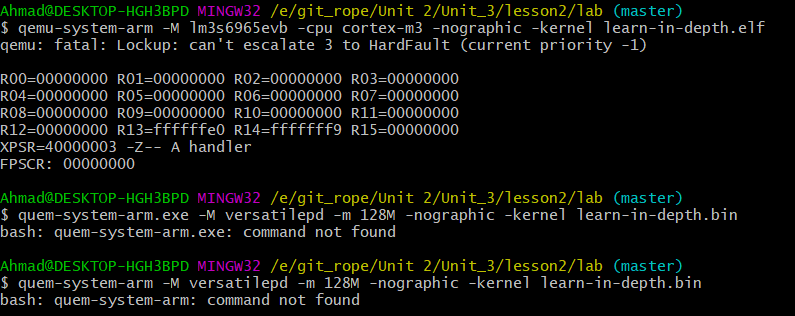 Ahmad@DESKTOP-HGH3BPD MINGW32 /e/git_rope/Unit 2/Unit_3/lesson2/lab (master)
$ qemu-system-arm -M lm3s6965evb -cpu cortex-m3 -nographic -kernel learn-in-depth.elf
qemu: fatal: Lockup: can't escalate 3 to HardFault (current priority -1)
R00=00000000 R01=00000000 R02=00000000 R03=00000000
R04=00000000 R05=00000000 R06=00000000 R07=00000000
R08=00000000 R09=00000000 R10=00000000 R11=00000000
R12=00000000 R13=ffffffe0 R14=fffffff9 R15=00000000
XPSR=40000003 -Z-- A handler
FPSCR: 00000000
Ahmad@DESKTOP-HGH3BPD MINGW32 /e/git_rope/Unit 2/Unit_3/lesson2/lab (master)
$ quem-system-arm.exe -M versatilepd -m 128M -nographic -kernel learn-in-depth.bin
bash: quem-system-arm.exe: command not found
Ahmad@DESKTOP-HGH3BPD MINGW32 /e/git_rope/Unit 2/Unit_3/lesson2/lab (master)
$ quem-system-arm -M versatilepd -m 128M -nographic -kernel learn-in-depth.bin
bash: quem-system-arm: command not found